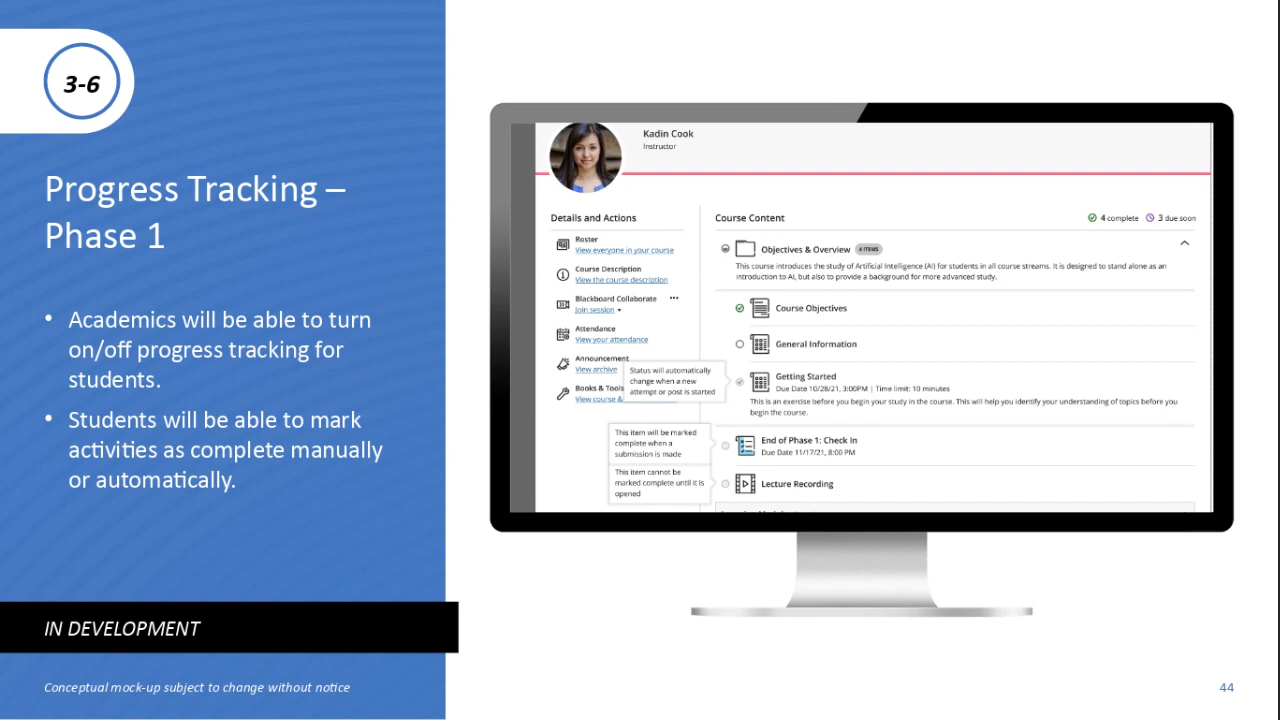 3-6
Progress Tracking –
Phase 1
• Academics will be able to turn
on/off progress tracking for
students.
• Students will be able to mark
activities as complete manually
or automatically.
IN DEVELOPMENT
Conceptual mock-up subject to change without notice
Kadin Cook
Instructor
Details and Actions
Roster
View everyone in your course
Course Description
View the course description
Blackboard Collaborate •••
Join session
Attendance
View your attendance
Announcement
View archive
Books & Tools
View course &
Status will automatically
change when a new
attempt or post is started
This item will be marked
complete when a
submission is made
This item cannot be
marked complete until it is
opened
Course Content
4 complete 3 due soon
Objectives & Overview 4 ITEMS
This course introduces the study of Artificial Intelligence (AI) for students in all course streams. It is designed to stand alone as an
introduction to AI, but also to provide a background for more advanced study.
Course Objectives
General Information
Getting Started
Due Date 10/28/21, 3:00PM | Time limit: 10 minutes
This is an exercise before you begin your study in the course. This will help you identify your understanding of topics before you
begin the course.
End of Phase 1: Check In
Due Date 11/17/21, 8:00 PM
Lecture Recording
44